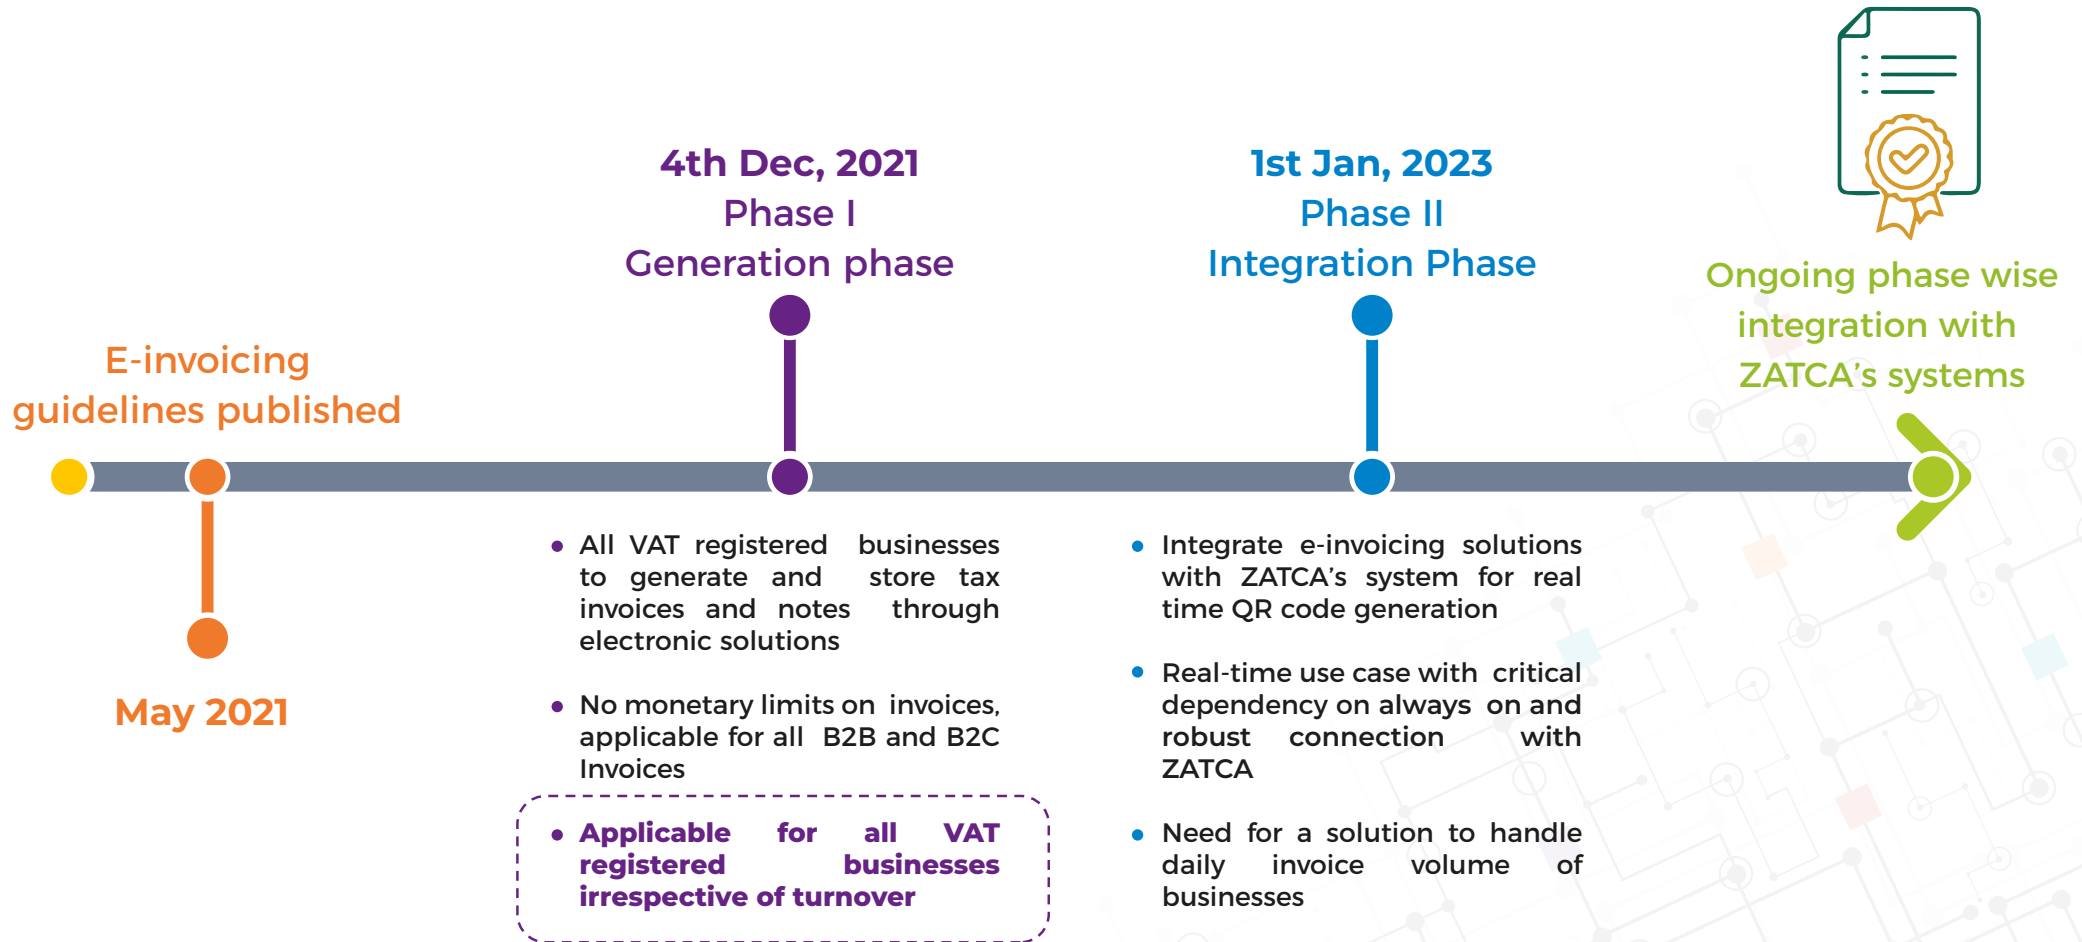 E-invoicing
guidelines published
May 2021
4th Dec, 2021
Phase I
Generation phase
• All VAT registered businesses
to generate and store tax
invoices and notes through
electronic solutions
• No monetary limits on invoices,
applicable for all B2B and B2C
Invoices
• Applicable for all VAT
registered businesses
irrespective of turnover
1st Jan, 2023
Phase II
Integration Phase
• Integrate e-invoicing solutions
with ZATCA's system for real
time QR code generation
• Real-time use case with critical
dependency on always on and
robust connection with
ZATCA
• Need for a solution to handle
daily invoice volume of
businesses
Ongoing phase wise
integration with
ZATCA's systems